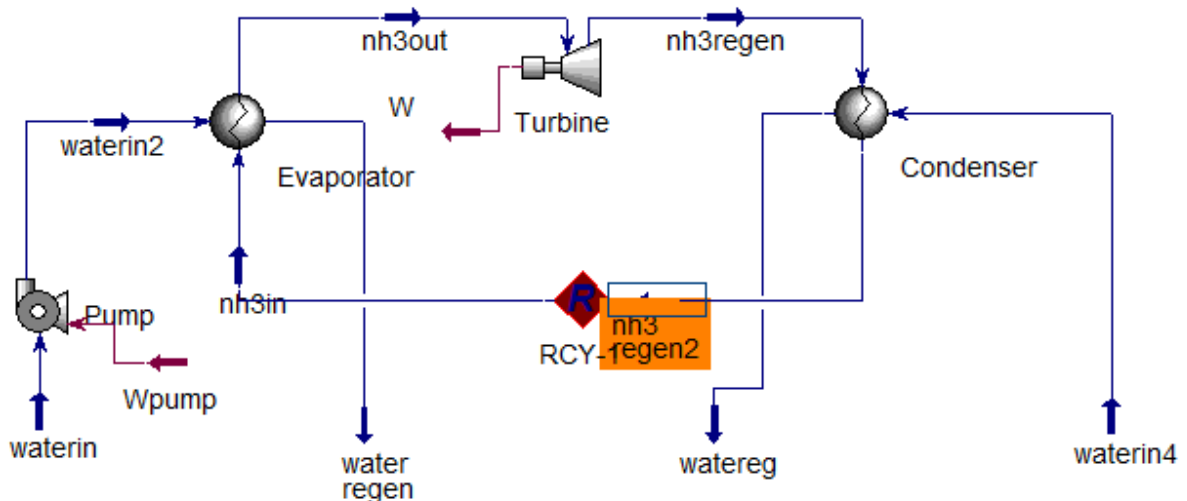 nh3out
nh3regen
W
Turbine
waterin2
Evaporator
Condenser
nh3in
Pump
R
nh3
regen2
RCY-1
Wpump
waterin
water
regen
watereg
waterin4